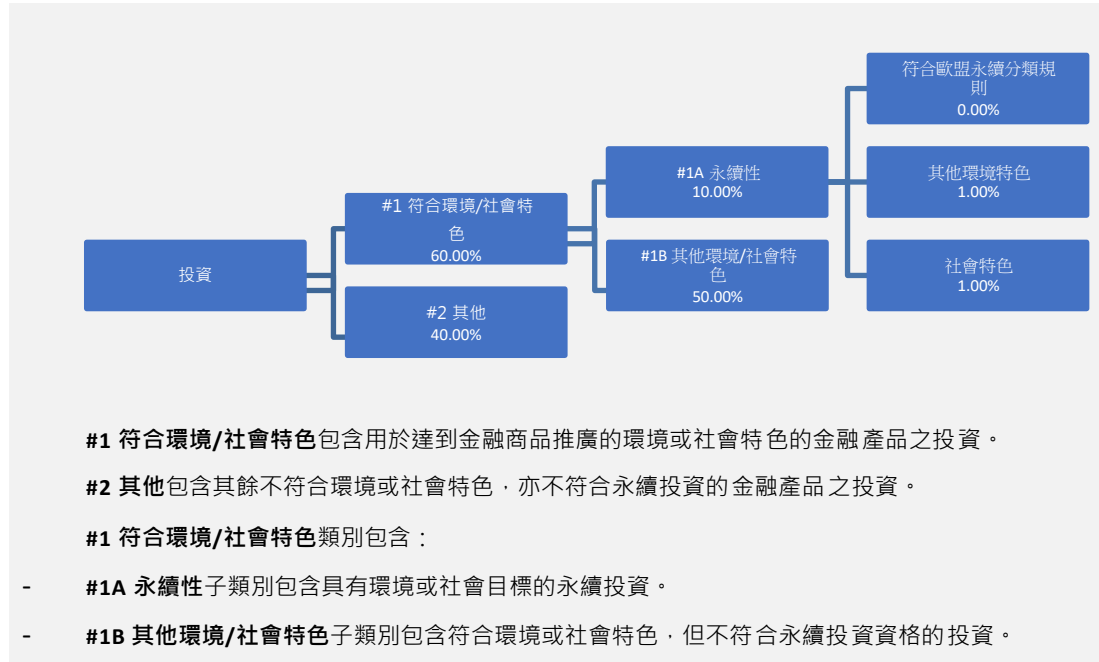 投資
#1 符合環境/社會特
色
60.00%
#2 其他
40.00%
#1A 永續性
10.00%
#1B 其他環境/社會特
色
50.00%
符合歐盟永續分類規
則
0.00%
其他環境特色
1.00%
社會特色
1.00%
#1 符合環境/社會特色包含用於達到金融商品推廣的環境或社會特色的金融產品之投資。
#2 其他包含其餘不符合環境或社會特色，亦不符合永續投資的金融產品之投資。
#1 符合環境/社會特色類別包含：
- #1A 永續性子類別包含具有環境或社會目標的永續投資。
- #1B 其他環境/社會特色子類別包含符合環境或社會特色，但不符合永續投資資格的投資。